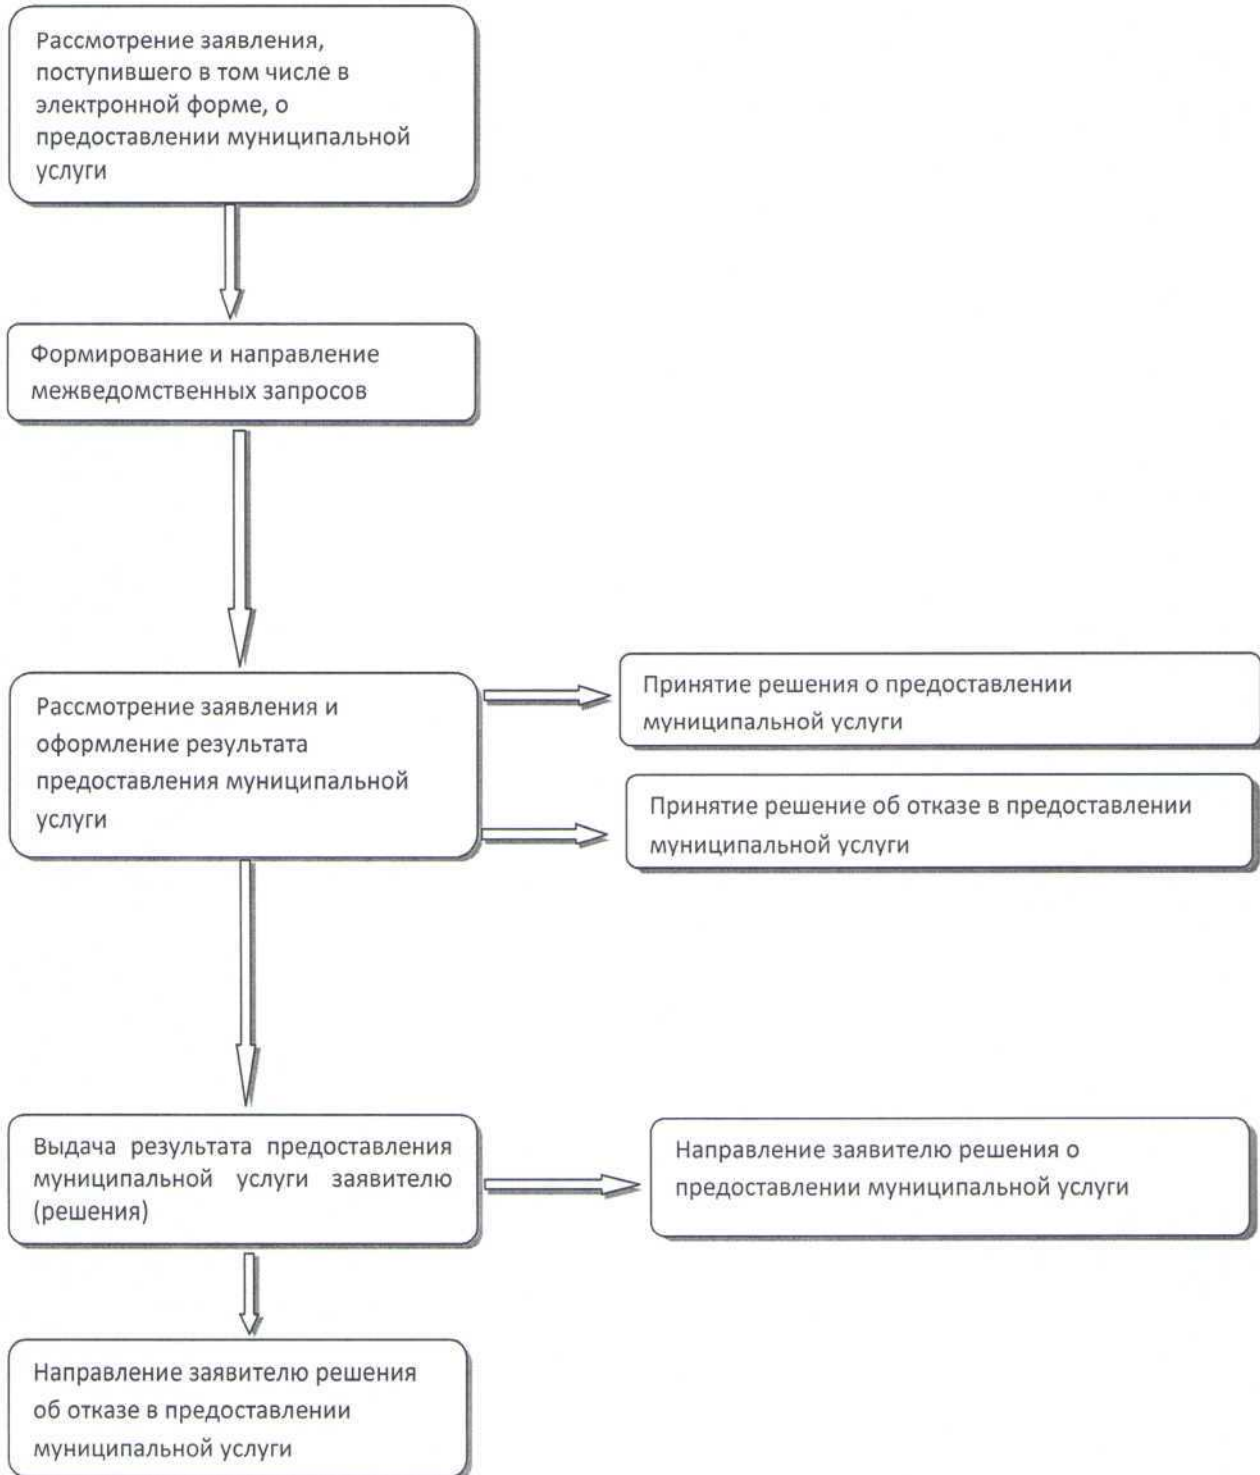 Рассмотрение заявления,
поступившего в том числе в
электронной форме, о
предоставлении муниципальной
услуги
Формирование и направление
межведомственных запросов
Рассмотрение заявления и
оформление результата
предоставления муниципальной
услуги
Принятие решения о предоставлении
муниципальной услуги
Принятие решение об отказе в предоставлении
муниципальной услуги
Выдача результата предоставления
муниципальной услуги заявителю
(решения)
Направление заявителю решения о
предоставлении муниципальной услуги
Направление заявителю решения
об отказе в предоставлении
муниципальной услуги